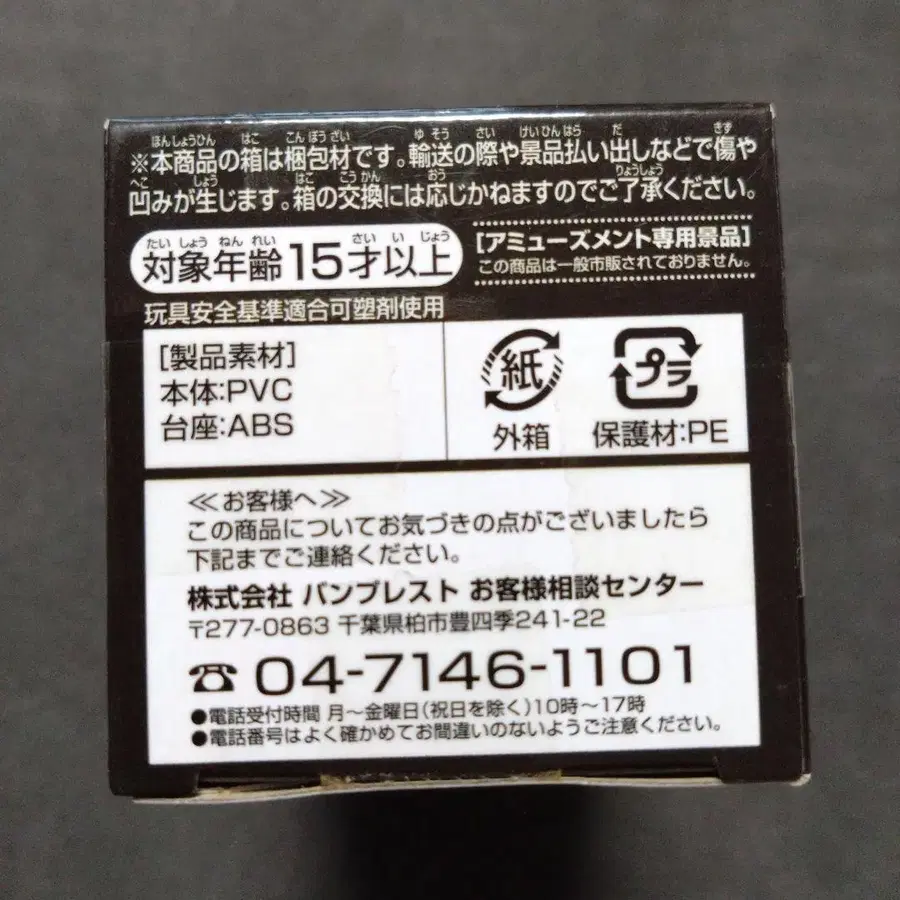 ※本商品の箱は梱包材です。輸送の際や景品払い出しなどで傷や
凹みが生じます。箱の交換には応じかねますのでご了承ください。
対象年齢15才以上
[アミューズメント専用景品]
この商品は一般市販されておりません。
玩具安全基準適合可塑剤使用
[製品素材]
本体:PVC
台座:ABS
紙
外箱
プラ
保護材:PE
≪お客様へ≫
この商品についてお気づきの点がございましたら
下記までご連絡ください。
株式会社 バンプレスト お客様相談センター
〒277-0863 千葉県柏市豊四季241-22
☎ 04-7146-1101
●電話受付時間 月〜金曜日(祝日を除く)10時〜17時
●電話番号はよく確かめてお間違いのないようご注意ください。